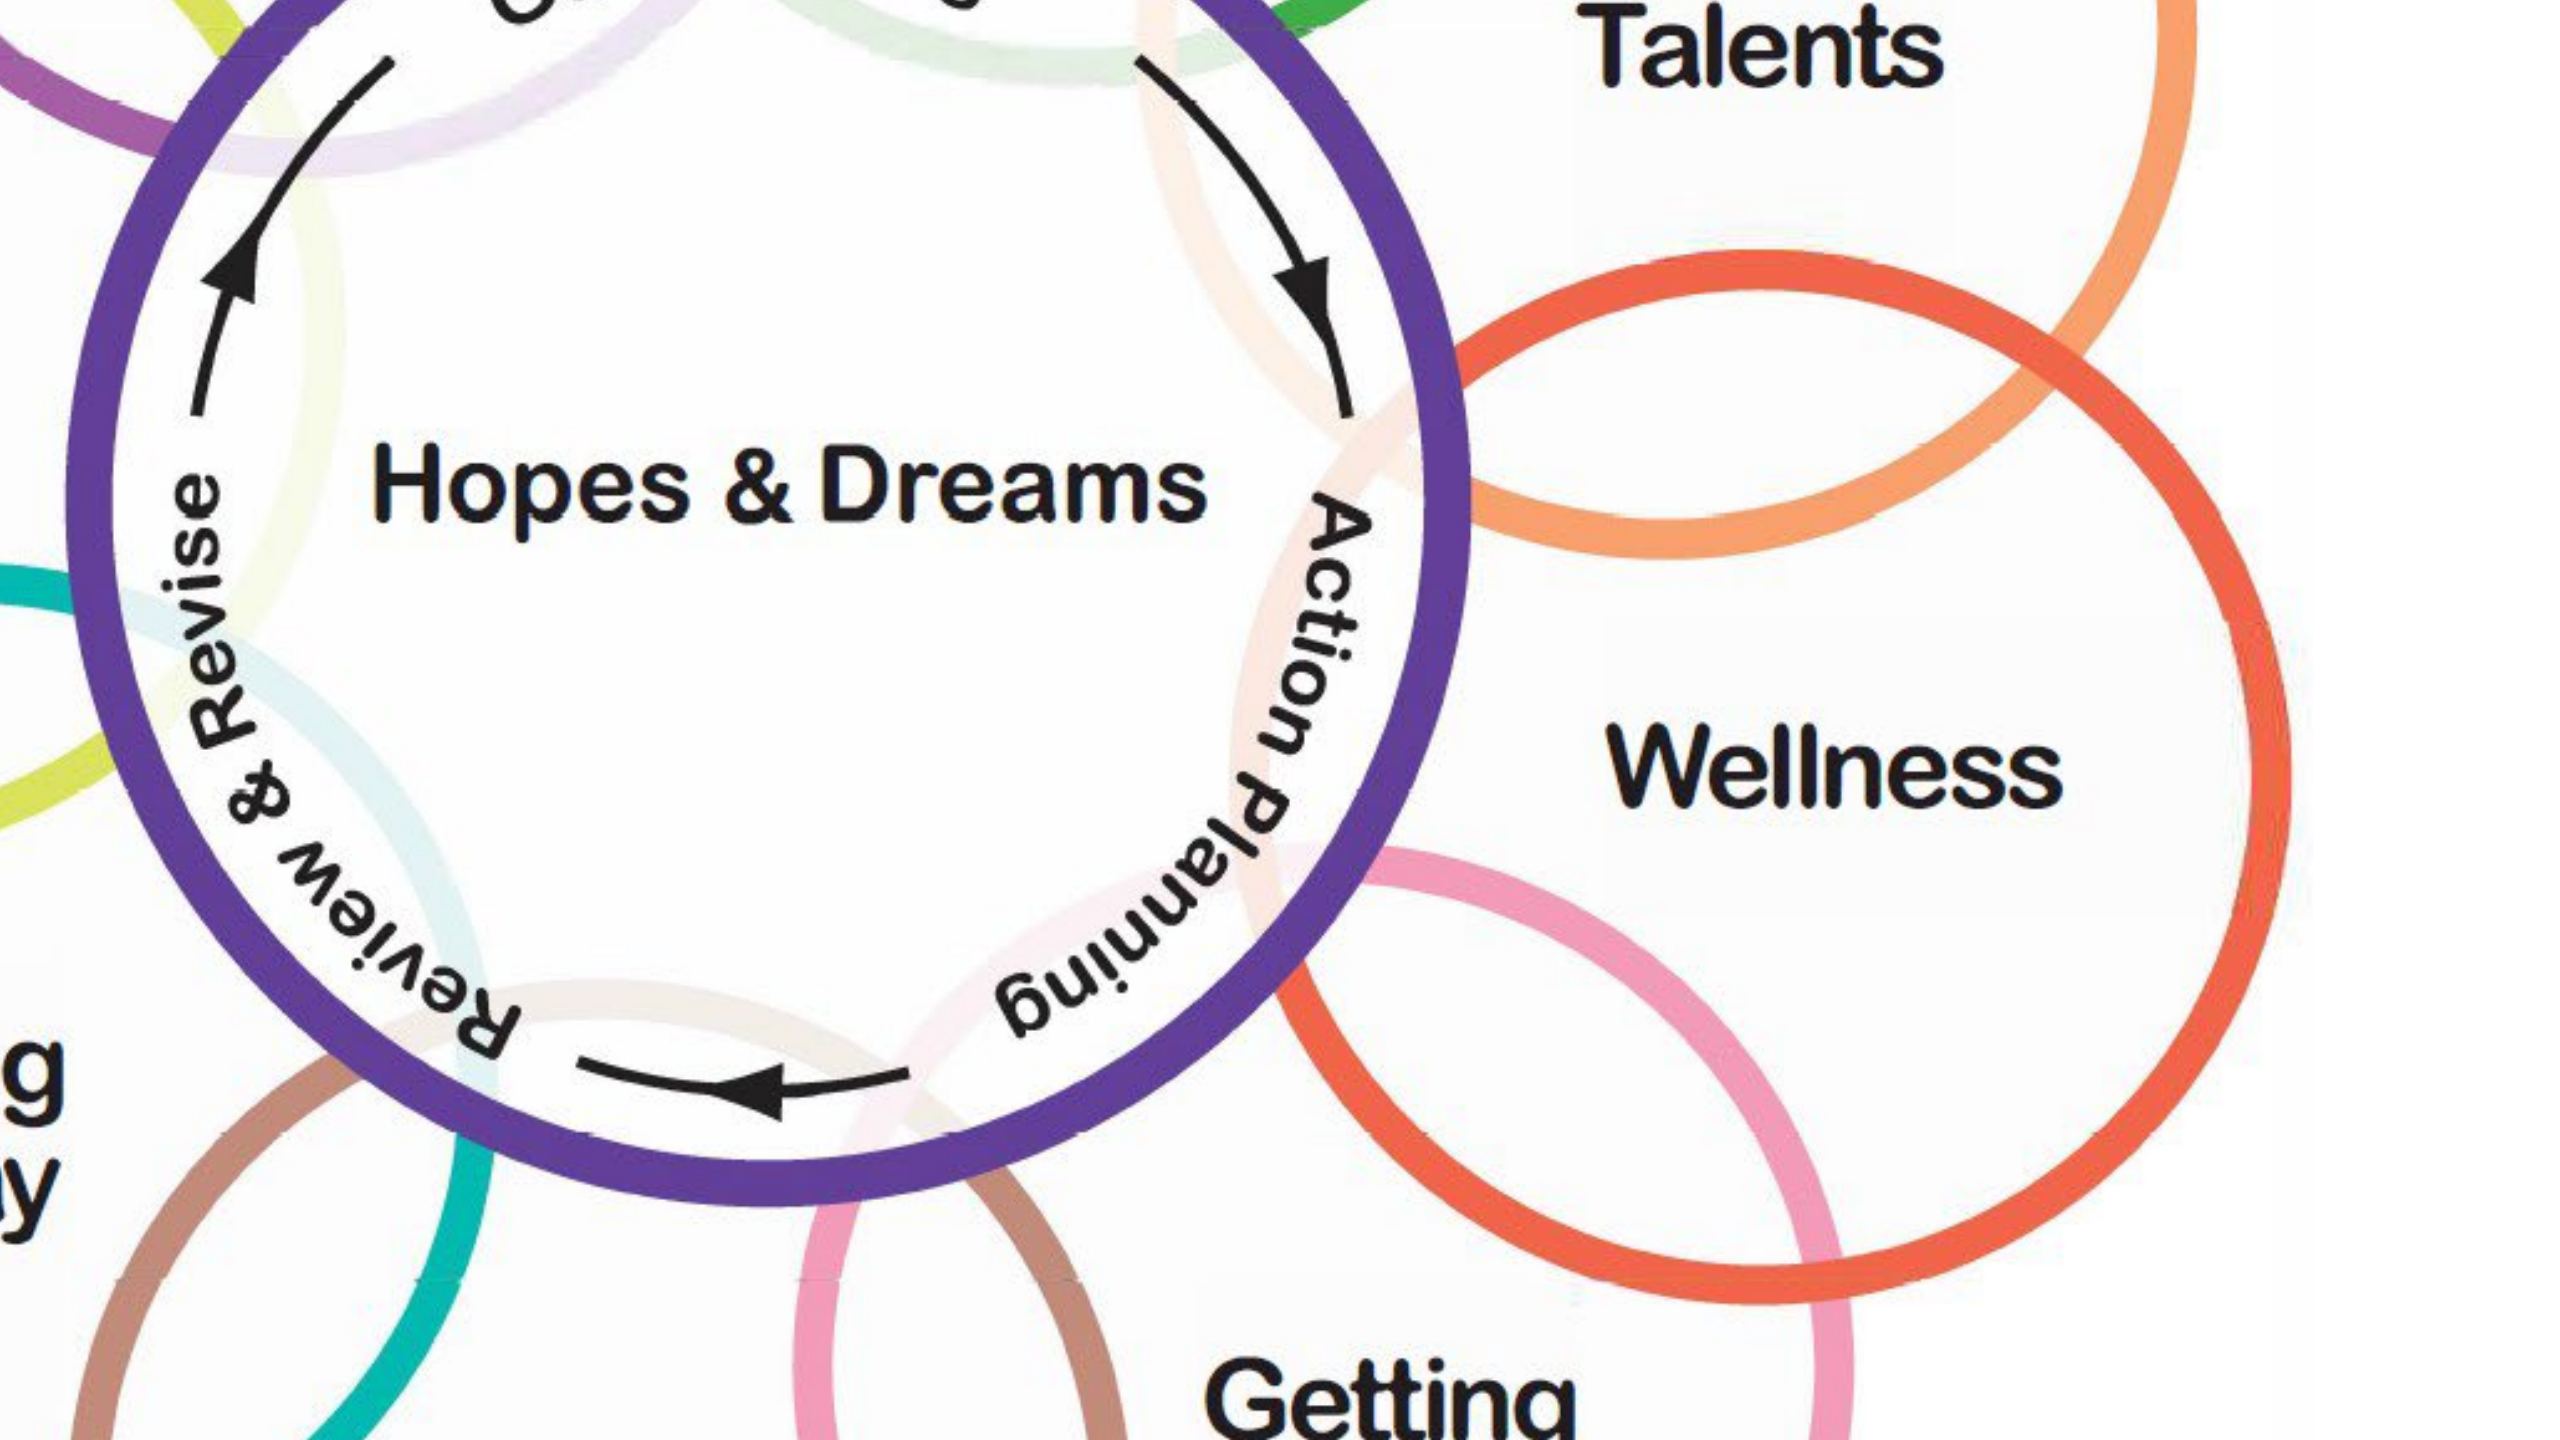 Talents
Hopes & Dreams
Action Planning
Review & Revise
Wellness
Getting